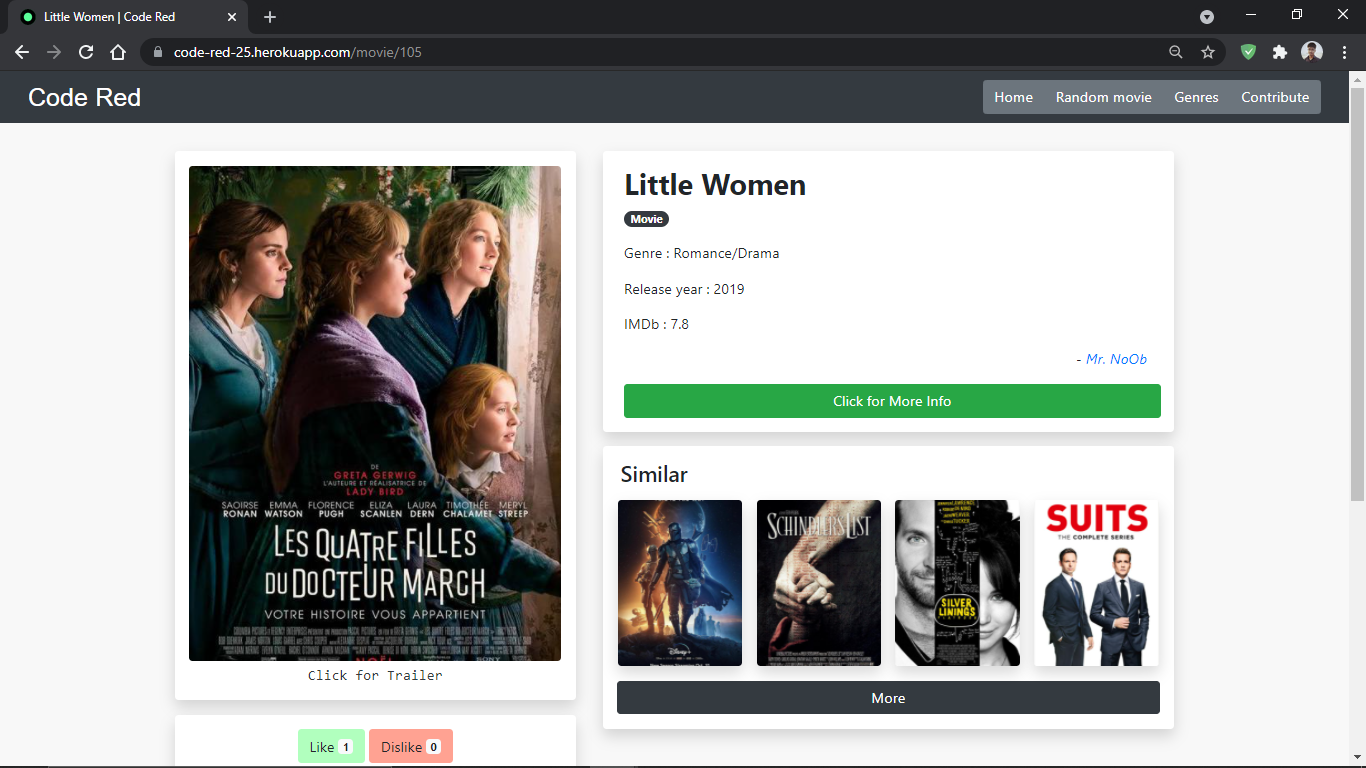 Little Women | Code Red
code-red-25.herokuapp.com/movie/105
Code Red
Home Random movie Genres Contribute
DE
GRETA GERWIG
L'AUTEURE ET RÉALISATRICE DE
LADY BIRD
SAOIRSE RONAN EMMA WATSON FLORENCE PUGH ELIZA SCANLEN LAURA DERN TIMOTHÉE CHALAMET MERYL STREEP
LES QUATRE FILLES
DU DOCTEUR MARCH
VOTRE HISTOIRE VOUS APPARTIENT
Click for Trailer
Like 1 Dislike 0
Little Women
Movie
Genre : Romance/Drama
Release year : 2019
IMDb : 7.8
- Mr. NoOb
Click for More Info
Similar
Disney+
SCHINDLER'S LIST
SILVER
LININGS
SUITS
THE COMPLETE SERIES
More